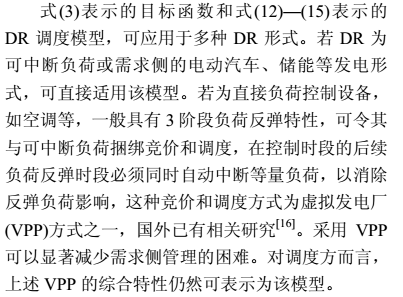 式(3)表示的目标函数和式(12)—(15)表示的
DR 调度模型，可应用于多种 DR 形式。若 DR 为
可中断负荷或需求侧的电动汽车、储能等发电形
式，可直接适用该模型。若为直接负荷控制设备，
如空调等，一般具有 3 阶段负荷反弹特性，可令其
与可中断负荷捆绑竞价和调度，在控制时段的后续
负荷反弹时段必须同时自动中断等量负荷，以消除
反弹负荷影响，这种竞价和调度方式为虚拟发电厂
(VPP)方式之一，国外已有相关研究[16]。采用 VPP
可以显著减少需求侧管理的困难。对调度方而言，
上述 VPP 的综合特性仍然可表示为该模型。